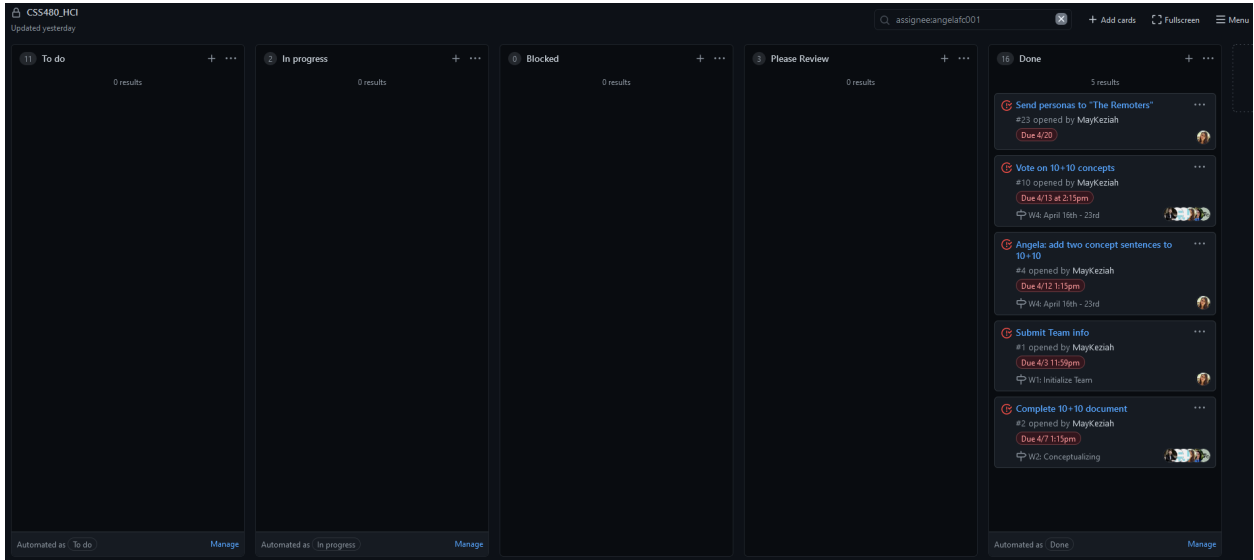 CSS480_HCI
Updated yesterday
assignee:angelafc001
+ Add cards
Fullscreen
Menu
11 To do
0 results
Automated as To do
Manage
2 In progress
0 results
Automated as In progress
Manage
0 Blocked
0 results
3 Please Review
0 results
16 Done
5 results
Send personas to "The Remoters"
#23 opened by MayKeziah
Due 4/20
Vote on 10+10 concepts
#10 opened by MayKeziah
Due 4/13 at 2:15pm
W4: April 16th - 23rd
Angela: add two concept sentences to
10+10
#4 opened by MayKeziah
Due 4/12 1:15pm
W4: April 16th - 23rd
Submit Team info
#1 opened by MayKeziah
Due 4/3 11:59pm
W1: Initialize Team
Complete 10+10 document
#2 opened by MayKeziah
Due 4/7 1:15pm
W2: Conceptualizing
Automated as Done
Manage